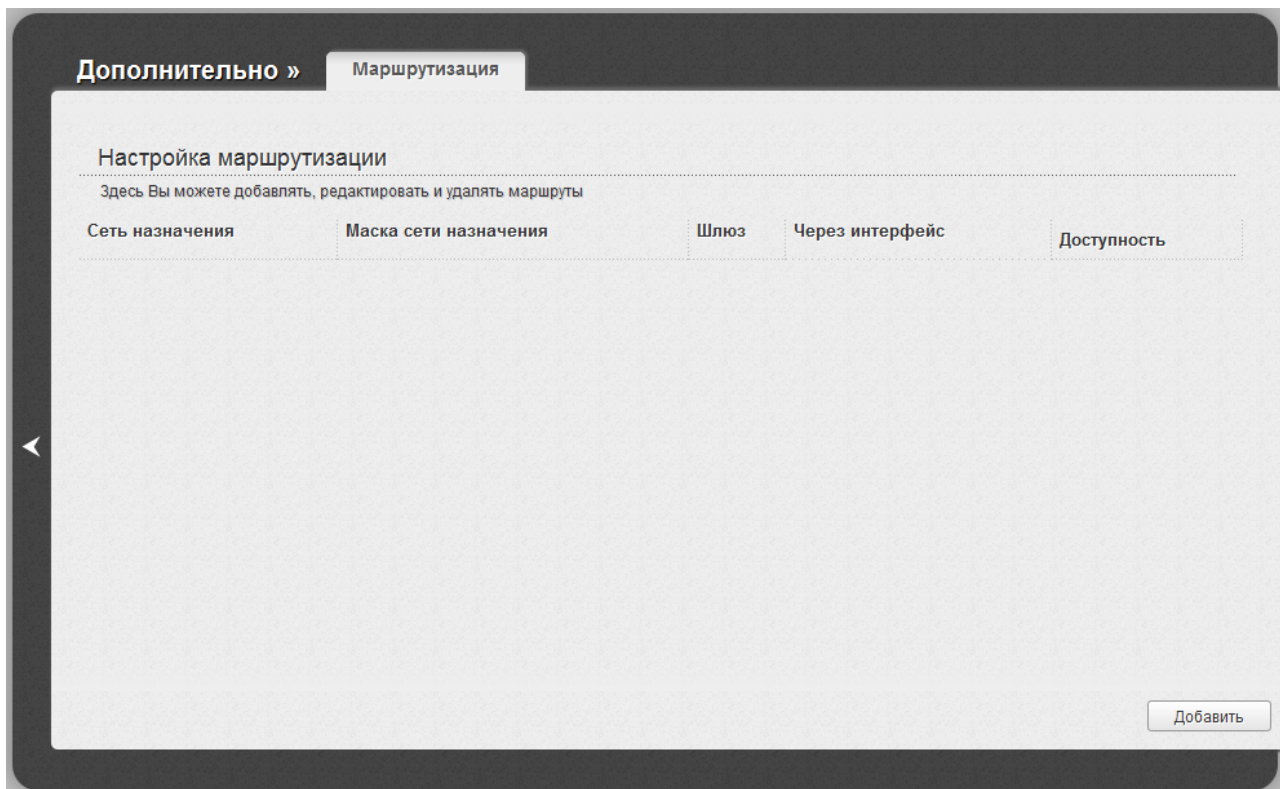 Дополнительно » Маршрутизация
Настройка маршрутизации
Здесь Вы можете добавлять, редактировать и удалять маршруты
Сеть назначения Маска сети назначения Шлюз Через интерфейс Доступность
Добавить